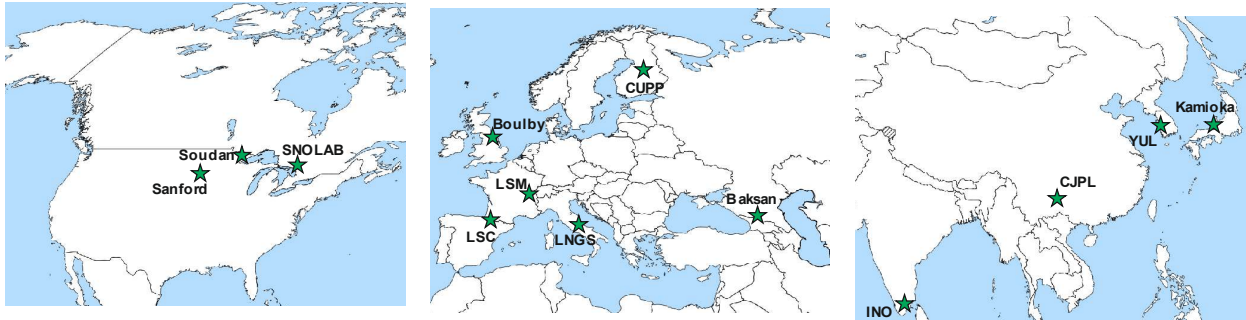 Soudan
SNOLAB
Sanford
CUPP
Boulby
LSM
Baksan
LSC
LNGS
Kamioka
YUL
CJPL
INO